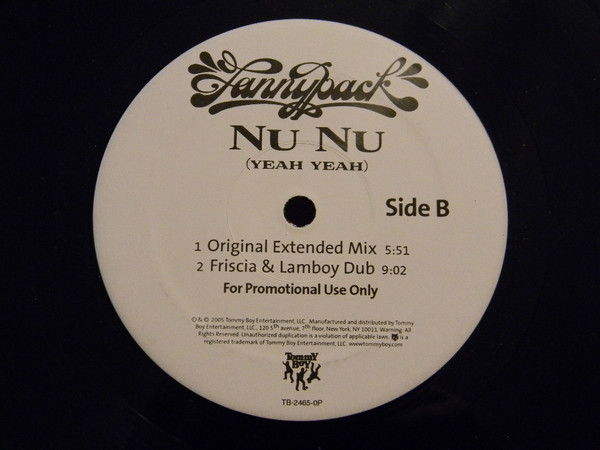 Fannypack
NU NU
(YEAH YEAH)
Side B
1 Original Extended Mix 5:51
2 Friscia & Lamboy Dub 9:02
For Promotional Use Only
℗ & © 2005 Tommy Boy Entertainment, LLC. Manufactured and distributed by Tommy
Boy Entertainment, LLC., 120 5th avenue, 7th floor, New York, NY 10011. Warning: All
Rights Reserved. Unauthorized duplication is a violation of applicable laws. is a
registered trademark of Tommy Boy Entertainment, LLC. www.tommyboy.com
Tommy
Boy
TB-2465-0P